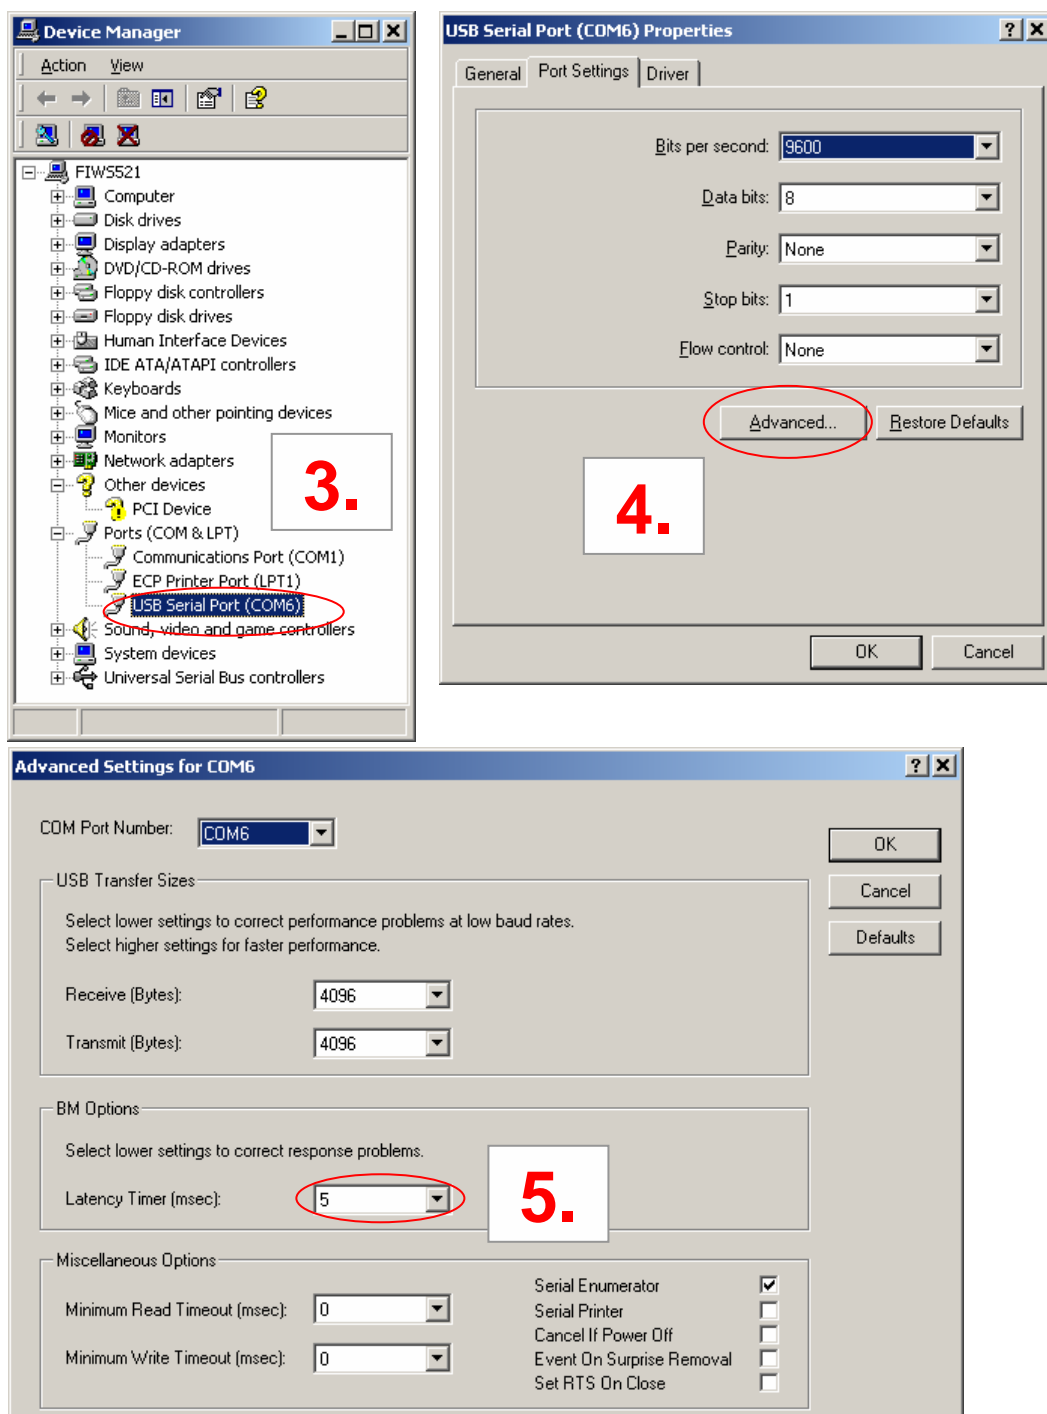 Device Manager
Action View
FIW5521
Computer
Disk drives
Display adapters
DVD/CD-ROM drives
Floppy disk controllers
Floppy disk drives
Human Interface Devices
IDE ATA/ATAPI controllers
Keyboards
Mice and other pointing devices
Monitors
Network adapters
Other devices
PCI Device
Ports (COM & LPT)
Communications Port (COM1)
ECP Printer Port (LPT1)
USB Serial Port (COM6)
Sound, video and game controllers
System devices
Universal Serial Bus controllers
3.
USB Serial Port (COM6) Properties
General Port Settings Driver
Bits per second: 9600
Data bits: 8
Parity: None
Stop bits: 1
Flow control: None
Advanced... Restore Defaults
4.
OK Cancel
Advanced Settings for COM6
COM Port Number: COM6
OK
Cancel
Defaults
USB Transfer Sizes
Select lower settings to correct performance problems at low baud rates.
Select higher settings for faster performance.
Receive (Bytes): 4096
Transmit (Bytes): 4096
BM Options
Select lower settings to correct response problems.
Latency Timer (msec): 5
5.
Miscellaneous Options
Minimum Read Timeout (msec): 0
Minimum Write Timeout (msec): 0
Serial Enumerator
Serial Printer
Cancel If Power Off
Event On Surprise Removal
Set RTS On Close